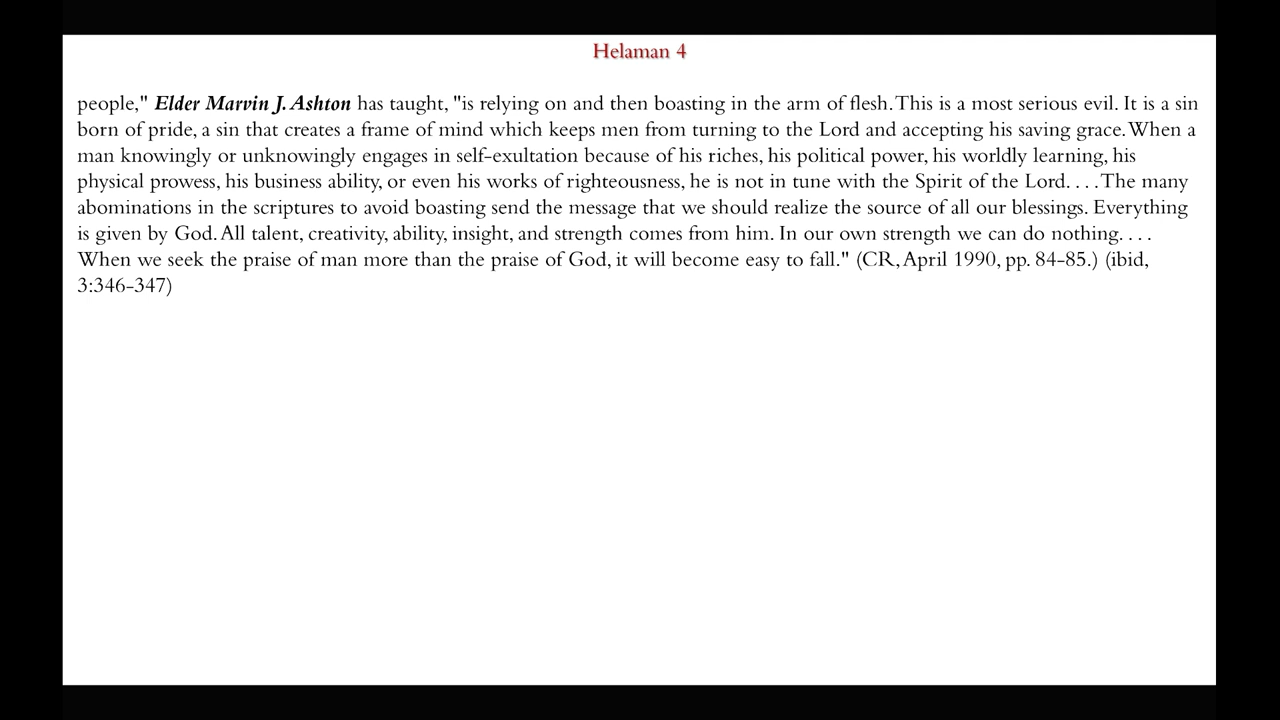 Helaman 4
people," Elder Marvin J. Ashton has taught, "is relying on and then boasting in the arm of flesh. This is a most serious evil. It is a sin
born of pride, a sin that creates a frame of mind which keeps men from turning to the Lord and accepting his saving grace. When a
man knowingly or unknowingly engages in self-exultation because of his riches, his political power, his worldly learning, his
physical prowess, his business ability, or even his works of righteousness, he is not in tune with the Spirit of the Lord. . . . The many
abominations in the scriptures to avoid boasting send the message that we should realize the source of all our blessings. Everything
is given by God. All talent, creativity, ability, insight, and strength comes from him. In our own strength we can do nothing. . . .
When we seek the praise of man more than the praise of God, it will become easy to fall." (CR, April 1990, pp. 84-85.) (ibid,
3:346-347)